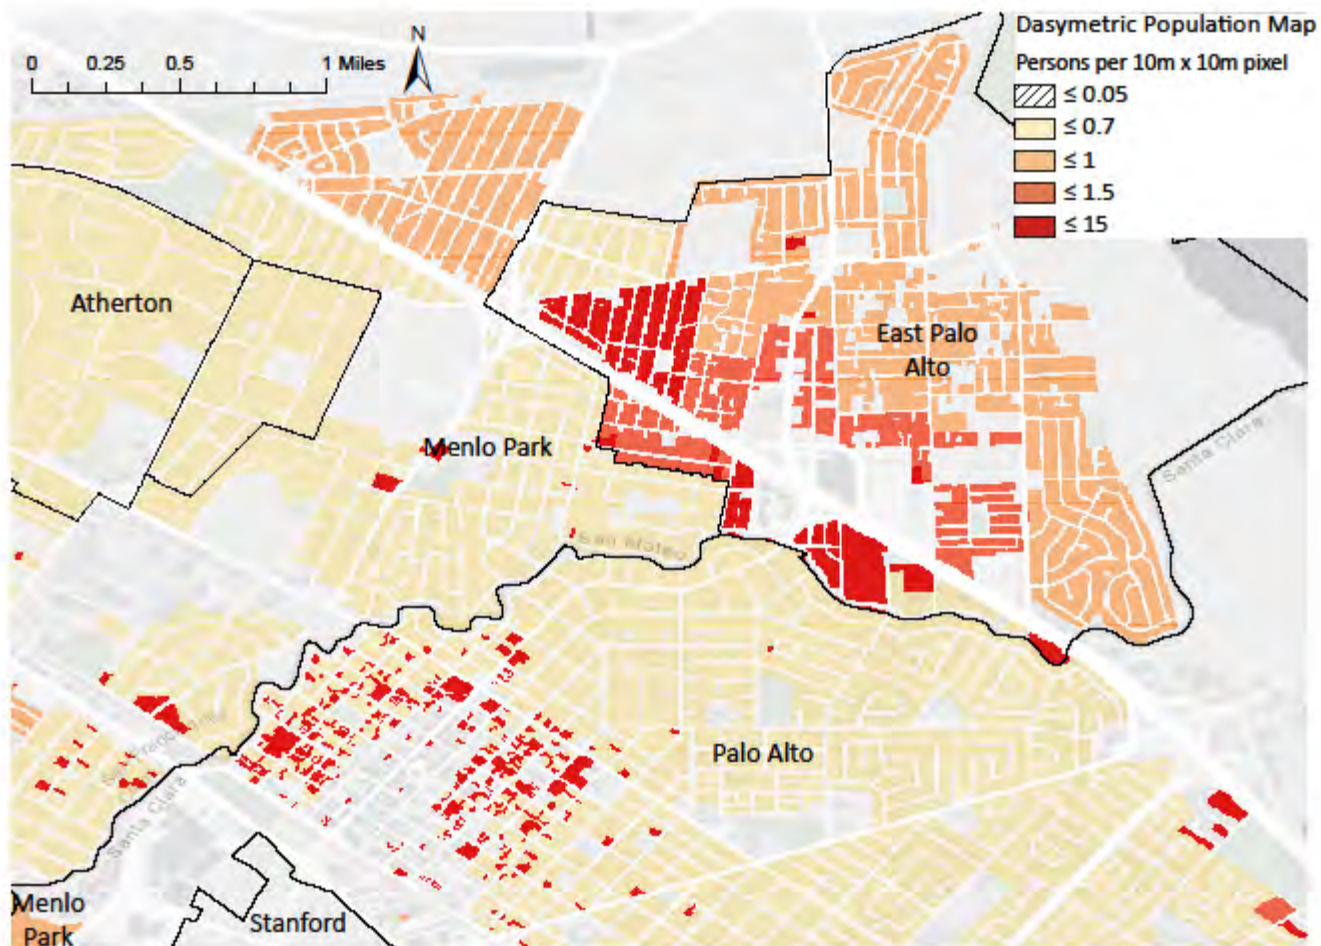 Dasymetric Population Map
Persons per 10m x 10m pixel
≤ 0.05
≤ 0.7
≤ 1
≤ 1.5
≤ 15
N
0 0.25 0.5 1 Miles
Atherton
East Palo
Alto
Menlo Park
Santa Clara
San Mateo
Palo Alto
Santa Clara
Menlo
Park
Stanford